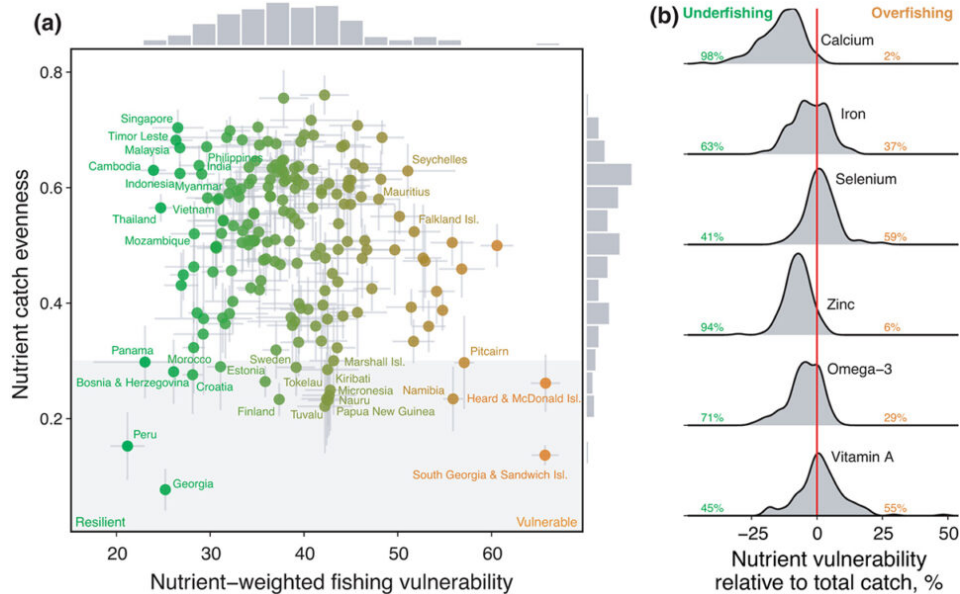 (a)
0.8
0.6
0.4
0.2
Nutrient catch evenness
Singapore
Timor Leste
Malaysia
Philippines
Cambodia
India
Indonesia
Myanmar
Seychelles
Mauritius
Thailand
Vietnam
Falkland Isl.
Mozambique
Panama
Morocco
Sweden
Marshall Isl.
Pitcairn
Estonia
Bosnia & Herzegovina
Croatia
Tokelau
Kiribati
Micronesia
Namibia
Heard & McDonald Isl.
Finland
Nauru
Tuvalu
Papua New Guinea
Peru
Georgia
South Georgia & Sandwich Isl.
Resilient
Vulnerable
20
30
40
50
60
Nutrient–weighted fishing vulnerability
(b)
Underfishing
Overfishing
Calcium
98%
2%
Iron
63%
37%
Selenium
41%
59%
Zinc
94%
6%
Omega–3
71%
29%
Vitamin A
45%
55%
−25
0
25
50
Nutrient vulnerability
relative to total catch, %